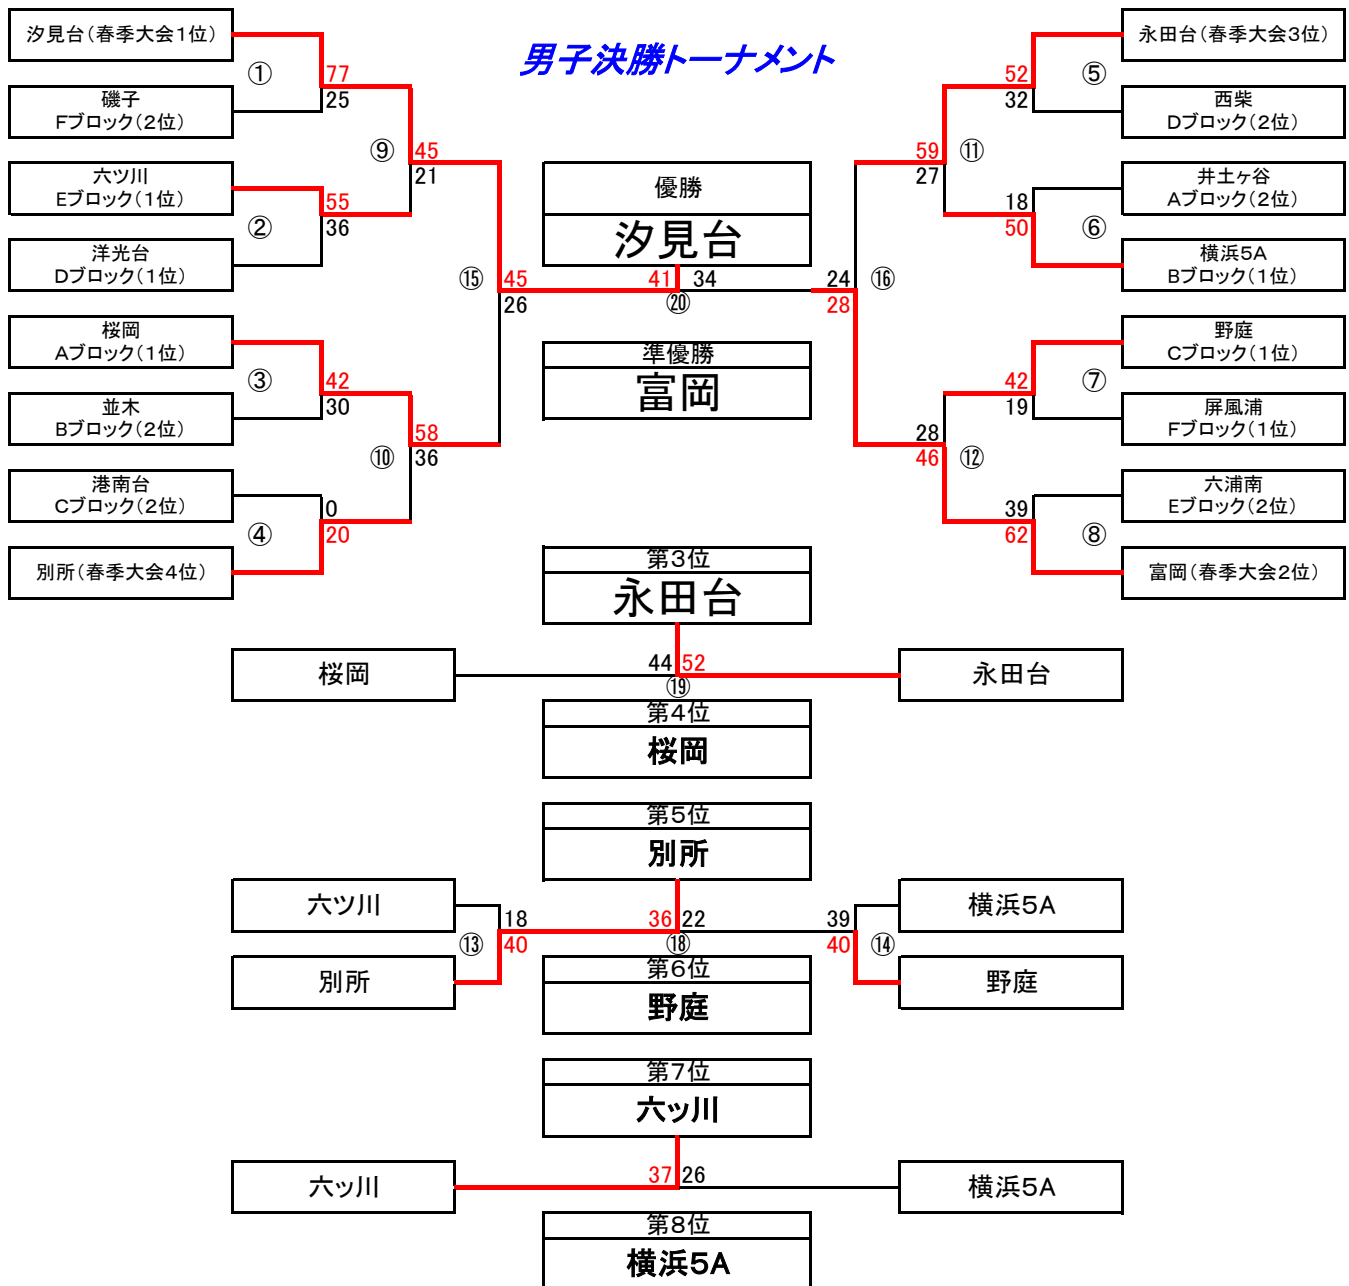 男子決勝トーナメント
汐見台(春季大会1位)
①
77
25
磯子
Fブロック(2位)
⑨
45
21
六ツ川
Eブロック(1位)
②
55
36
洋光台
Dブロック(1位)
⑮
45
26
桜岡
Aブロック(1位)
③
42
30
並木
Bブロック(2位)
⑩
58
36
港南台
Cブロック(2位)
④
0
20
別所(春季大会4位)
優勝
汐見台
41
34
⑳
準優勝
富岡
永田台(春季大会3位)
52
32
⑤
西柴
Dブロック(2位)
59
27
⑪
井土ヶ谷
Aブロック(2位)
18
50
⑥
横浜5A
Bブロック(1位)
24
28
⑯
野庭
Cブロック(1位)
42
19
⑦
屏風浦
Fブロック(1位)
28
46
⑫
六浦南
Eブロック(2位)
39
62
⑧
富岡(春季大会2位)
第3位
永田台
桜岡
44
52
⑲
永田台
第4位
桜岡
第5位
別所
六ツ川
18
40
⑬
別所
36
22
⑱
横浜5A
39
40
⑭
野庭
第6位
野庭
第7位
六ッ川
六ッ川
37
26
横浜5A
第8位
横浜5A